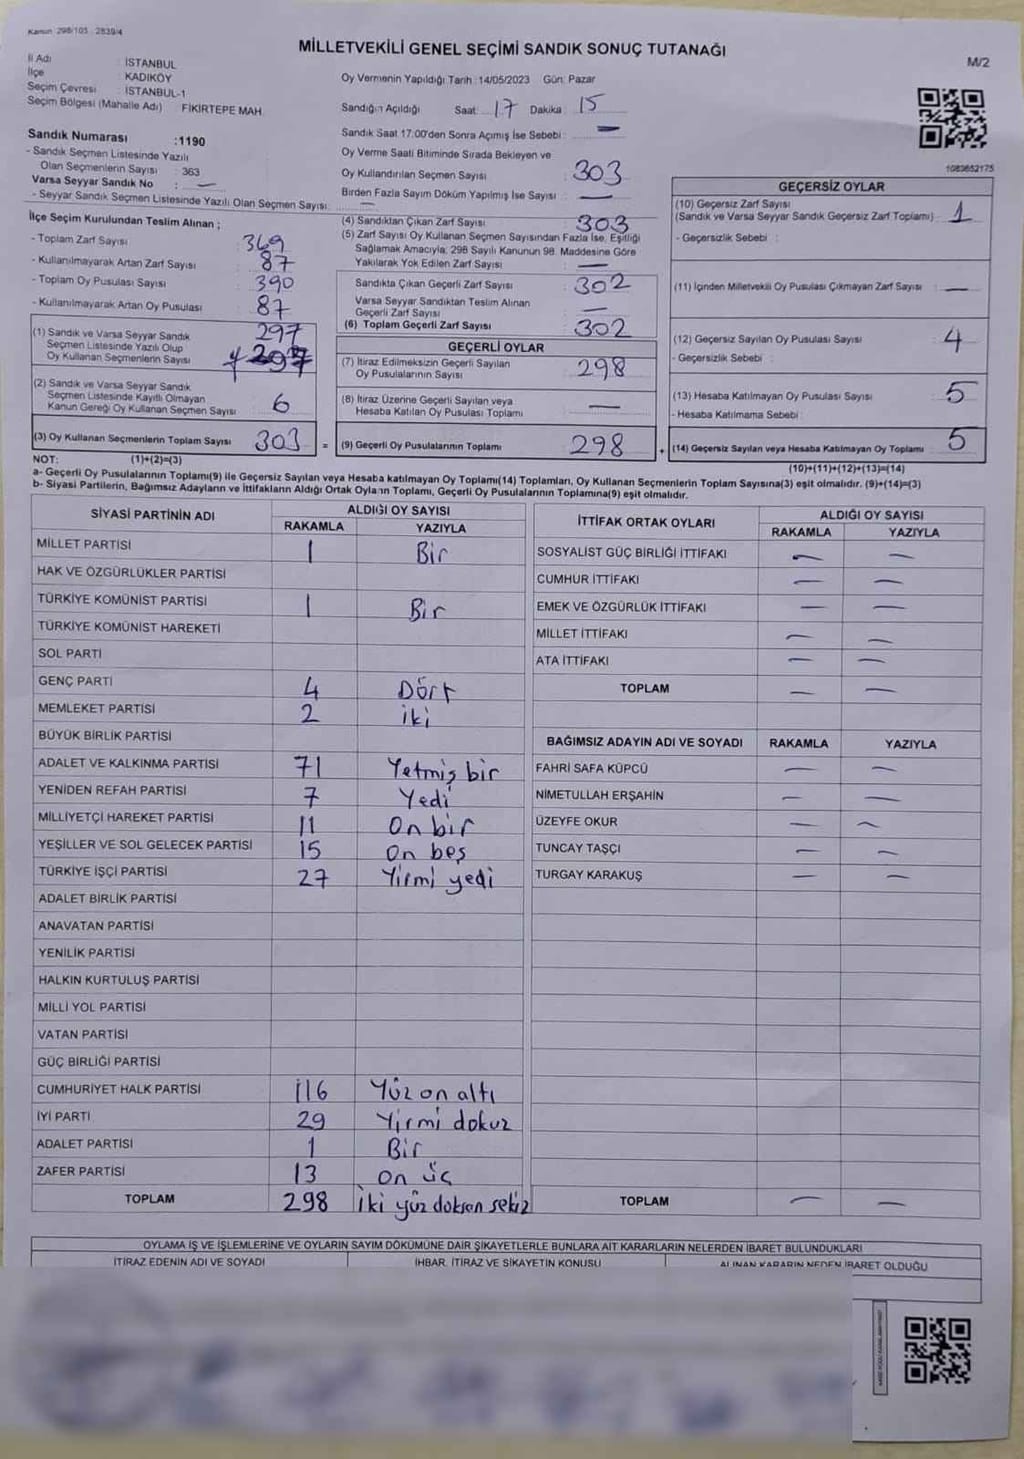 Kanun 298/105 2839/4
MİLLETVEKİLİ GENEL SEÇİMİ SANDIK SONUÇ TUTANAĞI
M/2
İl Adı : İSTANBUL
İlçe : KADIKÖY
Seçim Çevresi : İSTANBUL-1
Seçim Bölgesi (Mahalle Adı) : FİKİRTEPE MAH.
Oy Vermenin Yapıldığı Tarih :14/05/2023 Gün: Pazar
Sandığın Açıldığı Saat: 17 Dakika : 15
Sandık Saat 17:00'den Sonra Açımış İse Sebebi : —
Sandık Numarası :1190
- Sandık Seçmen Listesinde Yazılı
Olan Seçmenlerin Sayısı : 363
Varsa Seyyar Sandık No : —
- Seyyar Sandık Seçmen Listesinde Yazılı Olan Seçmen Sayısı: —
Oy Verme Saati Bitiminde Sırada Bekleyen ve
Oy Kullandırılan Seçmen Sayısı : 303
Birden Fazla Sayım Döküm Yapılmış İse Sayısı : —
1083652175
İlçe Seçim Kurulundan Teslim Alınan ;
- Toplam Zarf Sayısı : 369
- Kullanılmayarak Artan Zarf Sayısı : 87
- Toplam Oy Pusulası Sayısı : 390
- Kullanılmayarak Artan Oy Pusulası : 87
(1) Sandık ve Varsa Seyyar Sandık
Seçmen Listesinde Yazılı Olup
Oy Kullanan Seçmenlerin Sayısı
297
(2) Sandık ve Varsa Seyyar Sandık
Seçmen Listesinde Kayıtlı Olmayan
Kanun Gereği Oy Kullanan Seçmen Sayısı : 6
(3) Oy Kullanan Seçmenlerin Toplam Sayısı 303 =
(4) Sandıktan Çıkan Zarf Sayısı : 303
(5) Zarf Sayısı Oy Kullanan Seçmen Sayısından Fazla İse, Eşitliği
Sağlamak Amacıyla; 298 Sayılı Kanunun 98. Maddesine Göre
Yakılarak Yok Edilen Zarf Sayısı : —
Sandıkta Çıkan Geçerli Zarf Sayısı : 302
Varsa Seyyar Sandıktan Teslim Alınan
Geçerli Zarf Sayısı : —
(6) Toplam Geçerli Zarf Sayısı : 302
GEÇERLİ OYLAR
(7) İtiraz Edilmeksizin Geçerli Sayılan
Oy Pusulalarının Sayısı : 298
(8) İtiraz Üzerine Geçerli Sayılan veya
Hesaba Katılan Oy Pusulası Toplamı : —
(9) Geçerli Oy Pusulalarının Toplamı 298 +
GEÇERSİZ OYLAR
(10) Geçersiz Zarf Sayısı
(Sandık ve Varsa Seyyar Sandık Geçersiz Zarf Toplamı) : 1
- Geçersizlik Sebebi :
(11) İçinden Milletvekili Oy Pusulası Çıkmayan Zarf Sayısı : —
(12) Geçersiz Sayılan Oy Pusulası Sayısı : 4
- Geçersizlik Sebebi :
(13) Hesaba Katılmayan Oy Pusulası Sayısı : 5
- Hesaba Katılmama Sebebi :
(14) Geçersiz Sayılan veya Hesaba Katılmayan Oy Toplamı 5
NOT: (1)+(2)=(3)
(10)+(11)+(12)+(13)=(14)
a- Geçerli Oy Pusulalarının Toplamı(9) ile Geçersiz Sayılan veya Hesaba katılmayan Oy Toplamı(14) Toplamları, Oy Kullanan Seçmenlerin Toplam Sayısına(3) eşit olmalıdır. (9)+(14)=(3)
b- Siyasi Partilerin, Bağımsız Adayların ve İttifakların Aldığı Oyların Toplamı, Geçerli Oy Pusulalarının Toplamına(9) eşit olmalıdır.
SİYASİ PARTİNİN ADI ALDIĞI OY SAYISI
RAKAMLA YAZIYLA
MİLLET PARTİSİ 1 Bir
HAK VE ÖZGÜRLÜKLER PARTİSİ
TÜRKİYE KOMÜNİST PARTİSİ 1 Bir
TÜRKİYE KOMÜNİST HAREKETİ
SOL PARTİ
GENÇ PARTİ 4 Dört
MEMLEKET PARTİSİ 2 iki
BÜYÜK BİRLİK PARTİSİ
ADALET VE KALKINMA PARTİSİ 71 Yetmiş bir
YENİDEN REFAH PARTİSİ 7 Yedi
MİLLİYETÇİ HAREKET PARTİSİ 11 On bir
YEŞİLLER VE SOL GELECEK PARTİSİ 15 On beş
TÜRKİYE İŞÇİ PARTİSİ 27 Yirmi yedi
ADALET BİRLİK PARTİSİ
ANAVATAN PARTİSİ
YENİLİK PARTİSİ
HALKIN KURTULUŞ PARTİSİ
MİLLİ YOL PARTİSİ
VATAN PARTİSİ
GÜÇ BİRLİĞİ PARTİSİ
CUMHURİYET HALK PARTİSİ 116 Yüz on altı
İYİ PARTİ 29 Yirmi dokuz
ADALET PARTİSİ 1 Bir
ZAFER PARTİSİ 13 on üç
TOPLAM 298 İki yüz doksan sekiz
İTTİFAK ORTAK OYLARI ALDIĞI OY SAYISI
RAKAMLA YAZIYLA
SOSYALİST GÜÇ BİRLİĞİ İTTİFAKI — —
CUMHUR İTTİFAKI — —
EMEK VE ÖZGÜRLÜK İTTİFAKI — —
MİLLET İTTİFAKI — —
ATA İTTİFAKI — —
TOPLAM — —
BAĞIMSIZ ADAYIN ADI VE SOYADI RAKAMLA YAZIYLA
FAHRİ SAFA KÜPCÜ — —
NİMETULLAH ERŞAHİN — —
ÜZEYFE OKUR — —
TUNCAY TAŞÇI — —
TURGAY KARAKUŞ — —
TOPLAM — —
OYLAMA İŞ VE İŞLEMLERİNE VE OYLARIN SAYIM DÖKÜMÜNE DAİR ŞİKAYETLERLE BUNLARA AİT KARARLARIN NELERDEN İBARET BULUNDUKLARI
İTİRAZ EDENİN ADI VE SOYADI İHBAR, İTİRAZ VE ŞİKAYETİN KONUSU ALINAN KARARIN NEDEN İBARET OLDUĞU